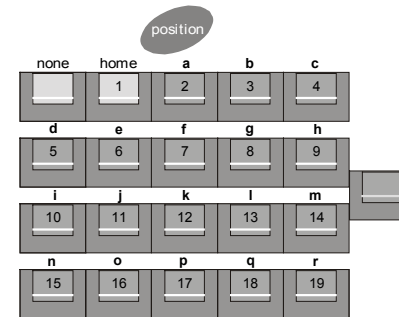 position
none home a b c
1 2 3 4
d e f g h
5 6 7 8 9
i j k l m
10 11 12 13 14
n o p q r
15 16 17 18 19